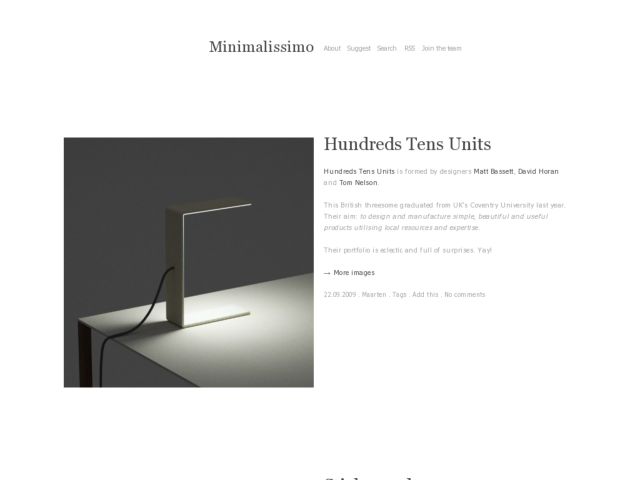 Minimalissimo About Suggest Search RSS Join the team
Hundreds Tens Units
Hundreds Tens Units is formed by designers Matt Bassett, David Horan
and Tom Nelson.
This British threesome graduated from UK's Coventry University last year.
Their aim: to design and manufacture simple, beautiful and useful
products utilising local resources and expertise.
Their portfolio is eclectic and full of surprises. Yay!
→ More images
22.09.2009 . Maarten . Tags . Add this . No comments